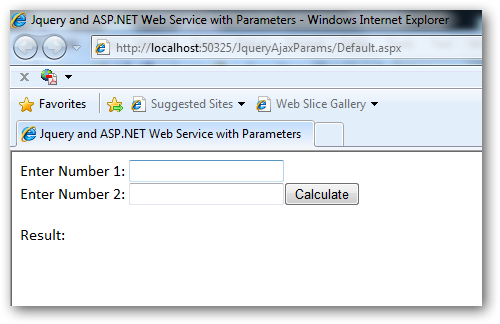 Jquery and ASP.NET Web Service with Parameters - Windows Internet Explorer
http://localhost:50325/JqueryAjaxParams/Default.aspx
Favorites Suggested Sites Web Slice Gallery
Jquery and ASP.NET Web Service with Parameters
Enter Number 1:
Enter Number 2: Calculate
Result: